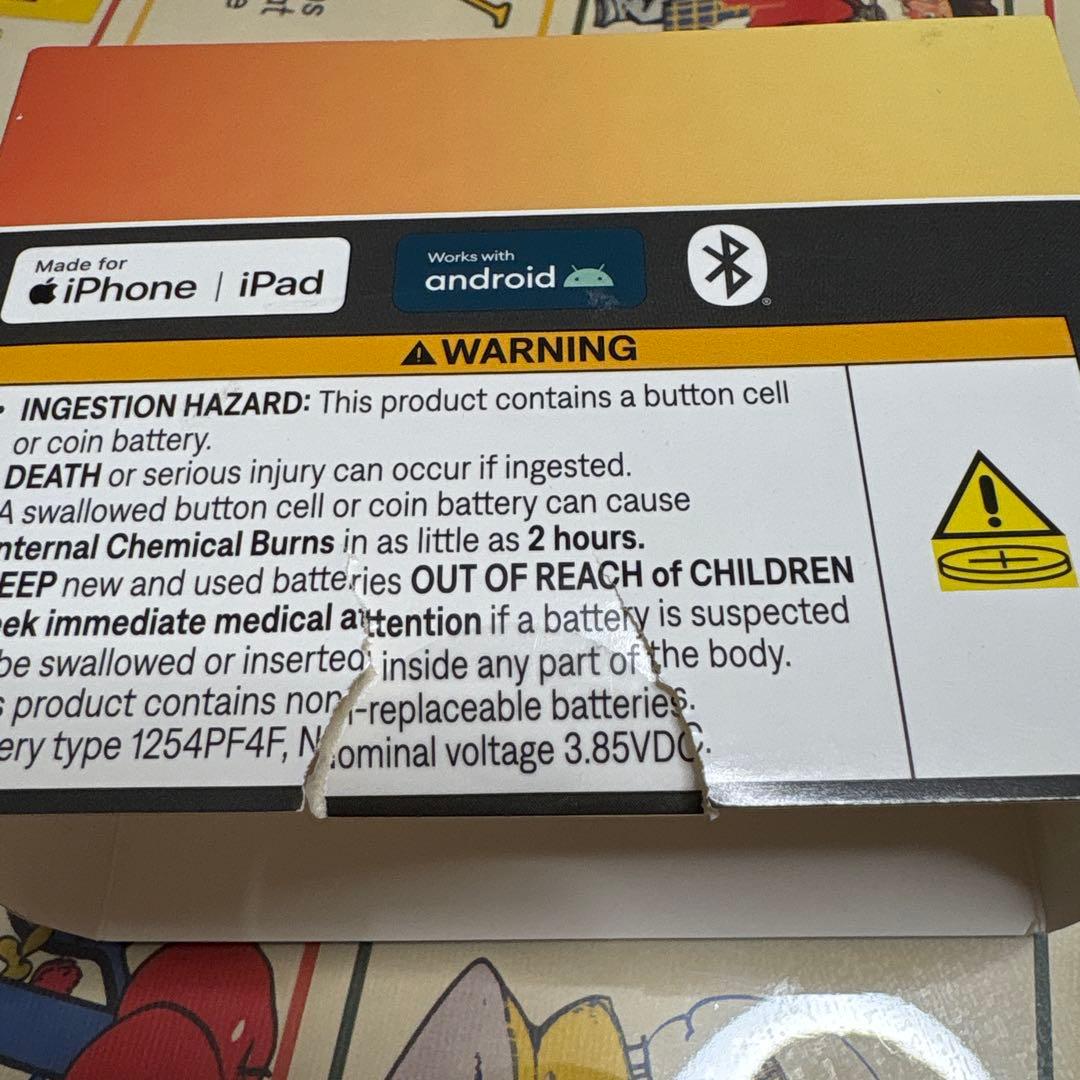 Made for
iPhone | iPad
Works with
android
®
WARNING
• INGESTION HAZARD: This product contains a button cell
or coin battery.
DEATH or serious injury can occur if ingested.
A swallowed button cell or coin battery can cause
nternal Chemical Burns in as little as 2 hours.
EEP new and used batteries OUT OF REACH of CHILDREN
ek immediate medical attention if a battery is suspected
be swallowed or inserted inside any part of the body.
s product contains non-replaceable batteries.
ery type 1254PF4F, Nominal voltage 3.85VDC.